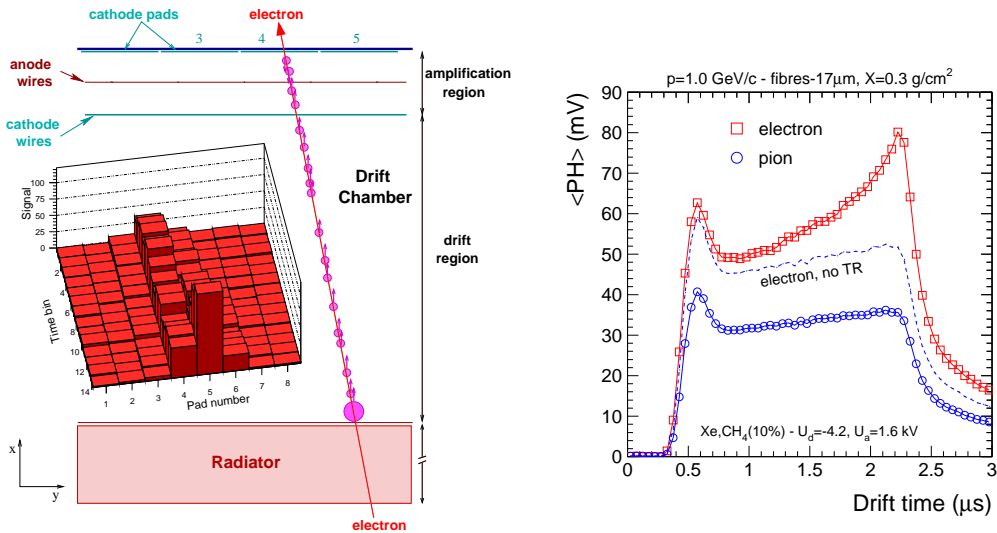 cathode pads
electron
3
4
5
anode
wires
amplification
region
cathode
wires
Drift
Chamber
drift
region
Signal
100
75
50
25
0
Time bin
2
4
6
8
10
12
14
1
2
3
4
5
6
7
8
Pad number
x
y
Radiator
electron
p=1.0 GeV/c - fibres-17μm, X=0.3 g/cm²
<PH> (mV)
90
80
70
60
50
40
30
20
10
0
electron
pion
electron, no TR
Xe,CH₄(10%) - U_d=-4.2, U_a=1.6 kV
0
0.5
1
1.5
2
2.5
3
Drift time (μs)